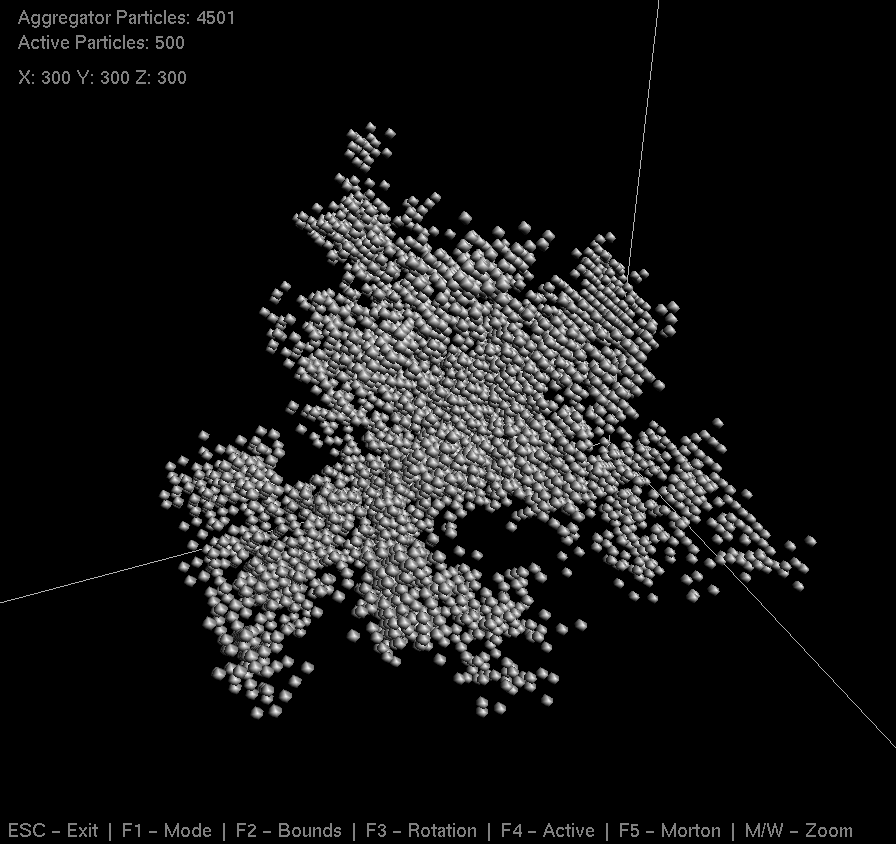 Aggregator Particles: 4501
Active Particles: 500
X: 300 Y: 300 Z: 300
ESC - Exit | F1 - Mode | F2 - Bounds | F3 - Rotation | F4 - Active | F5 - Morton | M/W - Zoom